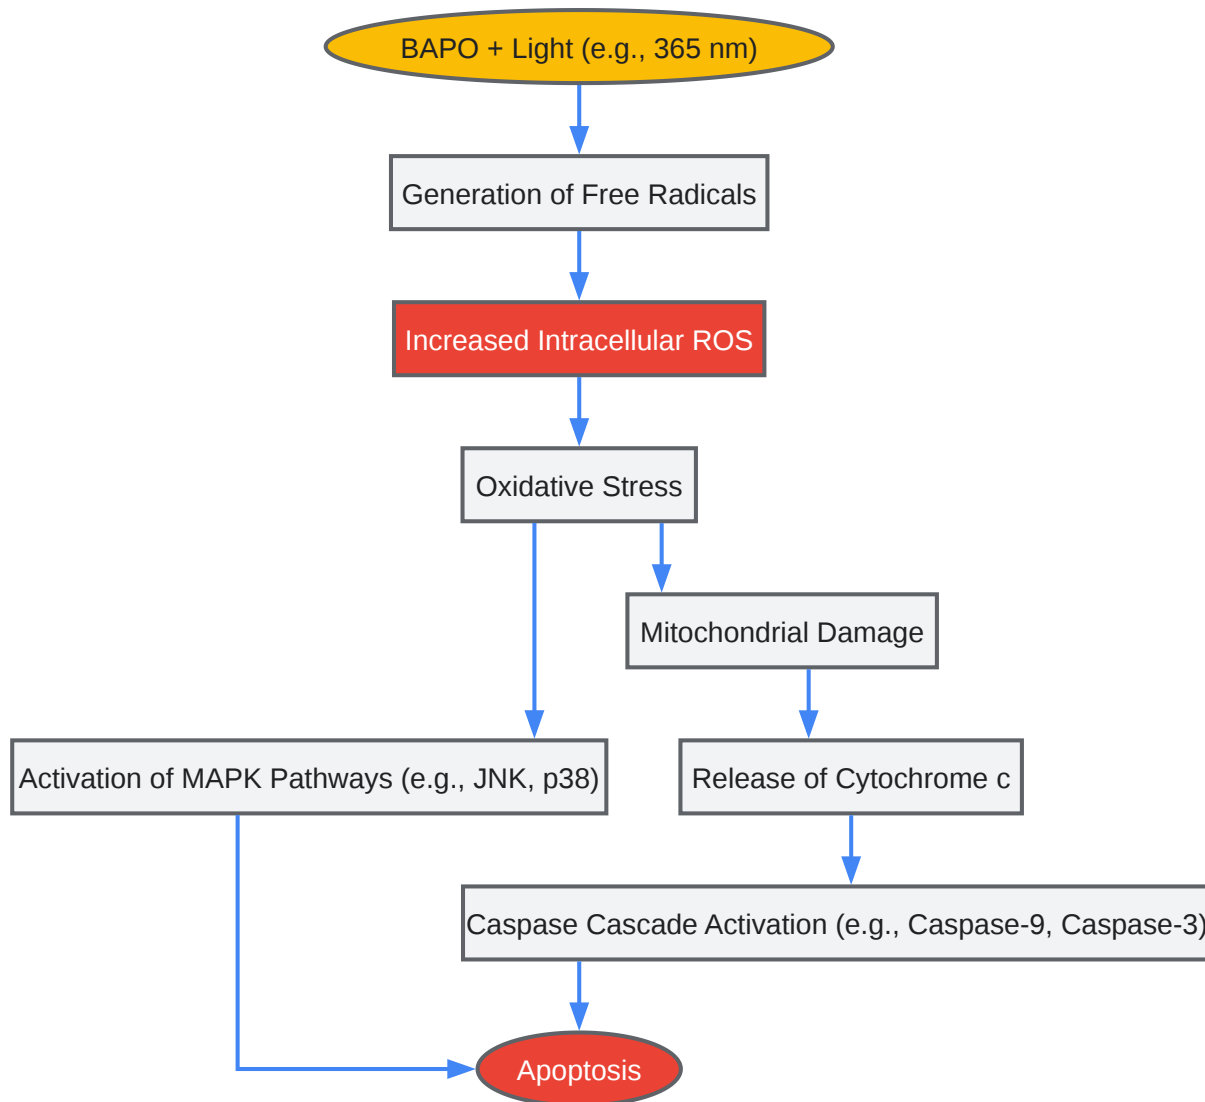 BAPO + Light (e.g., 365 nm)
Generation of Free Radicals
Increased Intracellular ROS
Oxidative Stress
Mitochondrial Damage
Activation of MAPK Pathways (e.g., JNK, p38)
Release of Cytochrome c
Caspase Cascade Activation (e.g., Caspase-9, Caspase-3)
Apoptosis